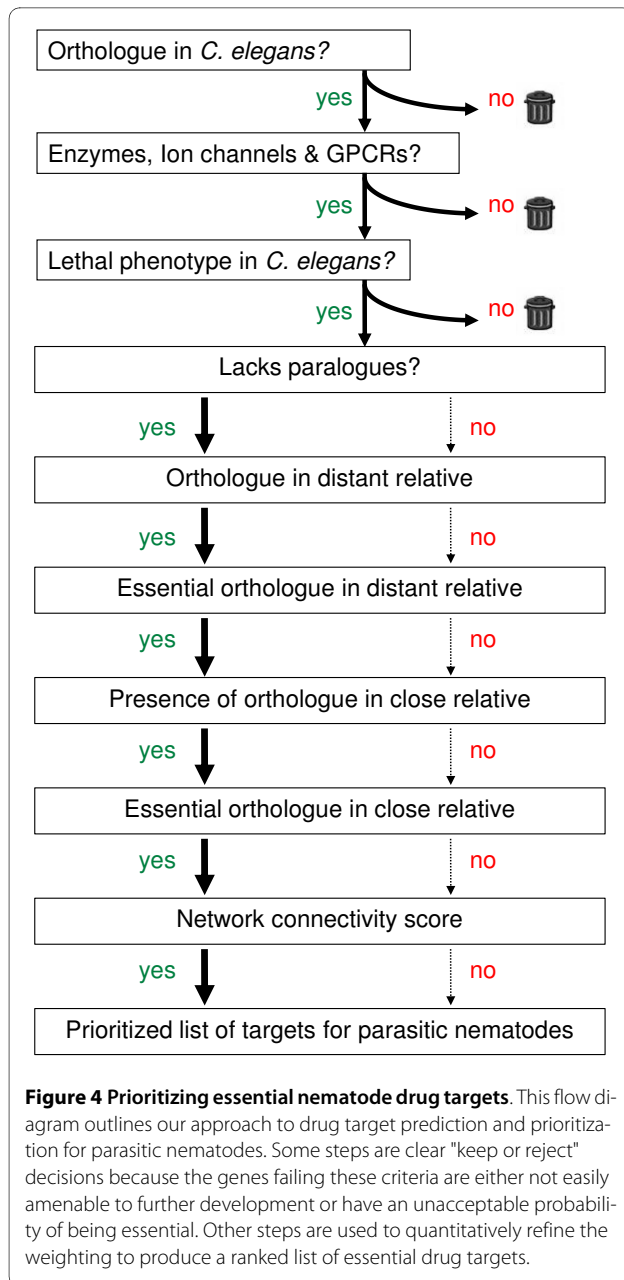 Orthologue in C. elegans?
yes no
Enzymes, Ion channels & GPCRs?
yes no
Lethal phenotype in C. elegans?
yes no
Lacks paralogues?
yes no
Orthologue in distant relative
yes no
Essential orthologue in distant relative
yes no
Presence of orthologue in close relative
yes no
Essential orthologue in close relative
yes no
Network connectivity score
yes no
Prioritized list of targets for parasitic nematodes
Figure 4 Prioritizing essential nematode drug targets. This flow di-
agram outlines our approach to drug target prediction and prioritiza-
tion for parasitic nematodes. Some steps are clear "keep or reject"
decisions because the genes failing these criteria are either not easily
amenable to further development or have an unacceptable probabil-
ity of being essential. Other steps are used to quantitatively refine the
weighting to produce a ranked list of essential drug targets.